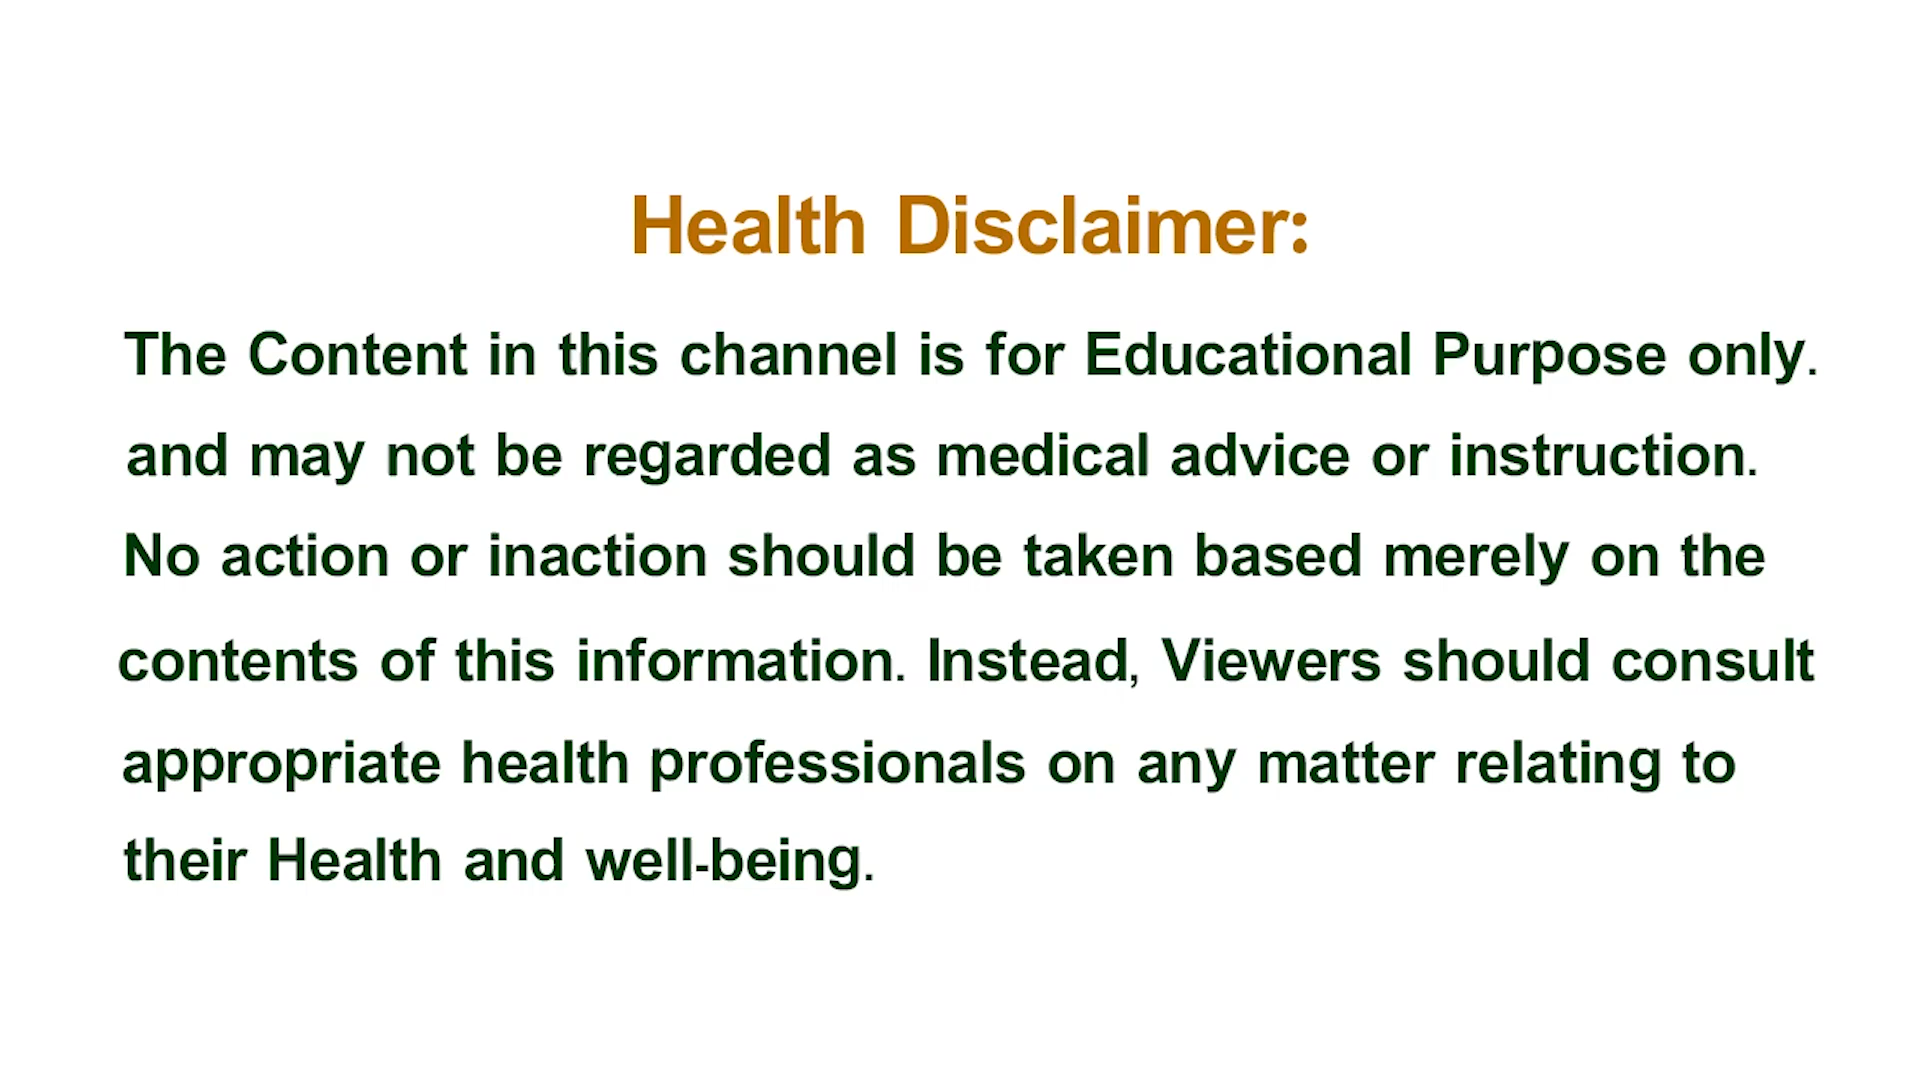 Health Disclaimer:
The Content in this channel is for Educational Purpose only.
and may not be regarded as medical advice or instruction.
No action or inaction should be taken based merely on the
contents of this information. Instead, Viewers should consult
appropriate health professionals on any matter relating to
their Health and well-being.